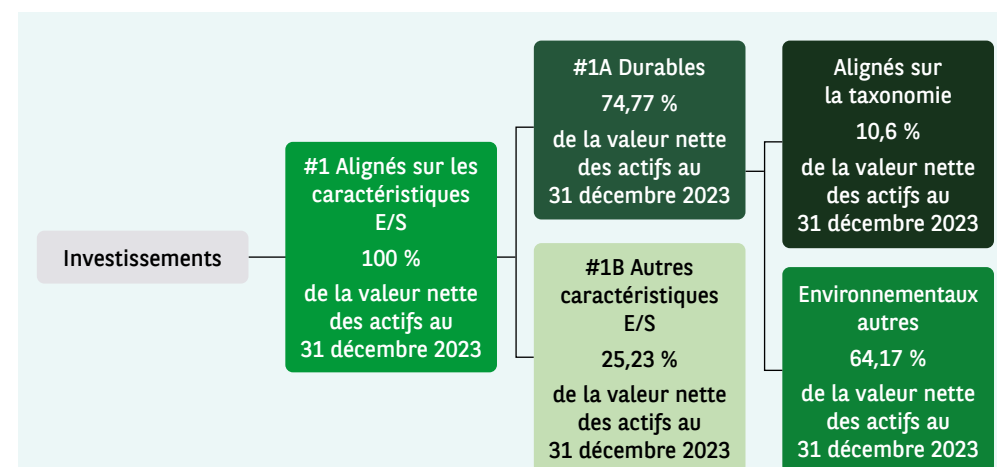 Investissements
#1 Alignés sur les
caractéristiques
E/S
100 %
de la valeur nette
des actifs au
31 décembre 2023
#1A Durables
74,77 %
de la valeur nette
des actifs au
31 décembre 2023
#1B Autres
caractéristiques
E/S
25,23 %
de la valeur nette
des actifs au
31 décembre 2023
Alignés sur
la taxonomie
10,6 %
de la valeur nette
des actifs au
31 décembre 2023
Environnementaux
autres
64,17 %
de la valeur nette
des actifs au
31 décembre 2023